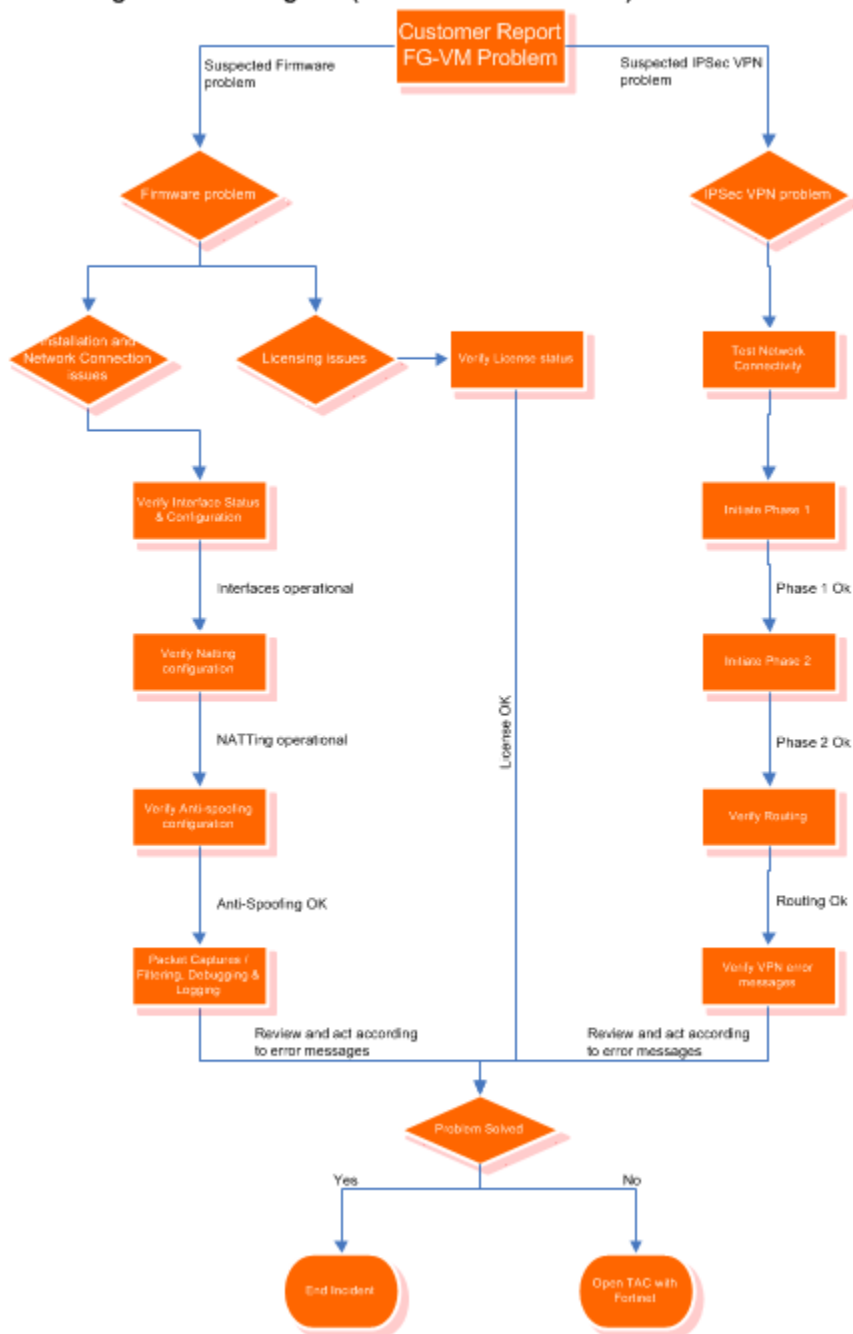 Customer Report
FG-VM Problem
Suspected Firmware
problem
Suspected IPSec VPN
problem
Firmware problem
IPSec VPN problem
Installation and
Network Connection
issues
Licensing issues
Verify License status
Test Network
Connectivity
Verify Interface Status
& Configuration
Initiate Phase 1
Interfaces operational
Phase 1 Ok
Verify Natting
configuration
Initiate Phase 2
License OK
NATTing operational
Phase 2 Ok
Verify Anti-spoofing
configuration
Verify Routing
Anti-Spoofing OK
Routing Ok
Packet Captures /
Filtering, Debugging &
Logging
Verify VPN error
messages
Review and act according
to error messages
Review and act according
to error messages
Problem Solved
Yes
No
End Incident
Open TAC with
Fortinet